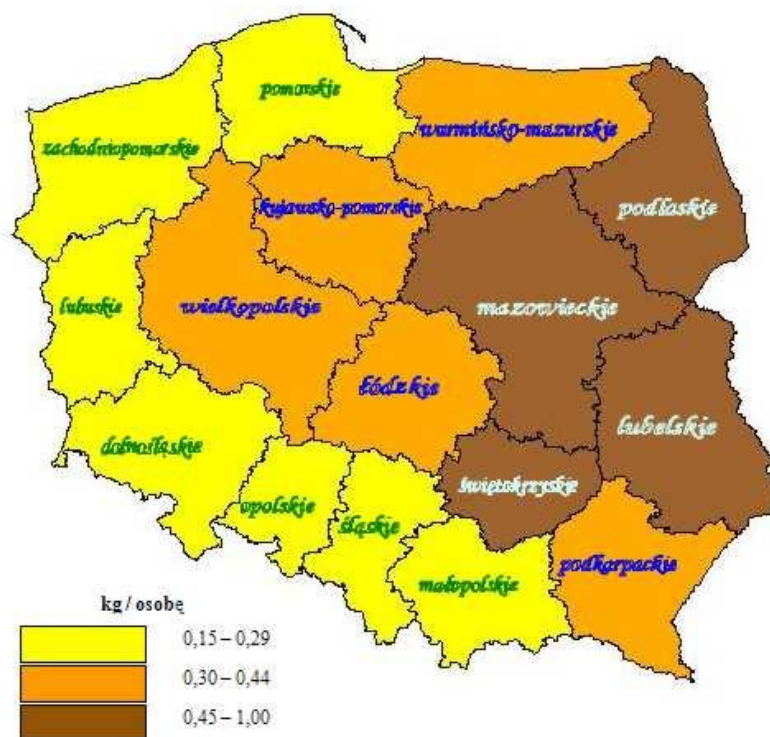 pomorskie
warmińsko-mazurskie
zachodniopomorskie
podlaskie
kujawsko-pomorskie
lubuskie
wielkopolskie
mazowieckie
łódzkie
lubelskie
dolnośląskie
opolskie
śląskie
świętokrzyskie
małopolskie
podkarpackie
kg / osobę
0,15 – 0,29
0,30 – 0,44
0,45 – 1,00